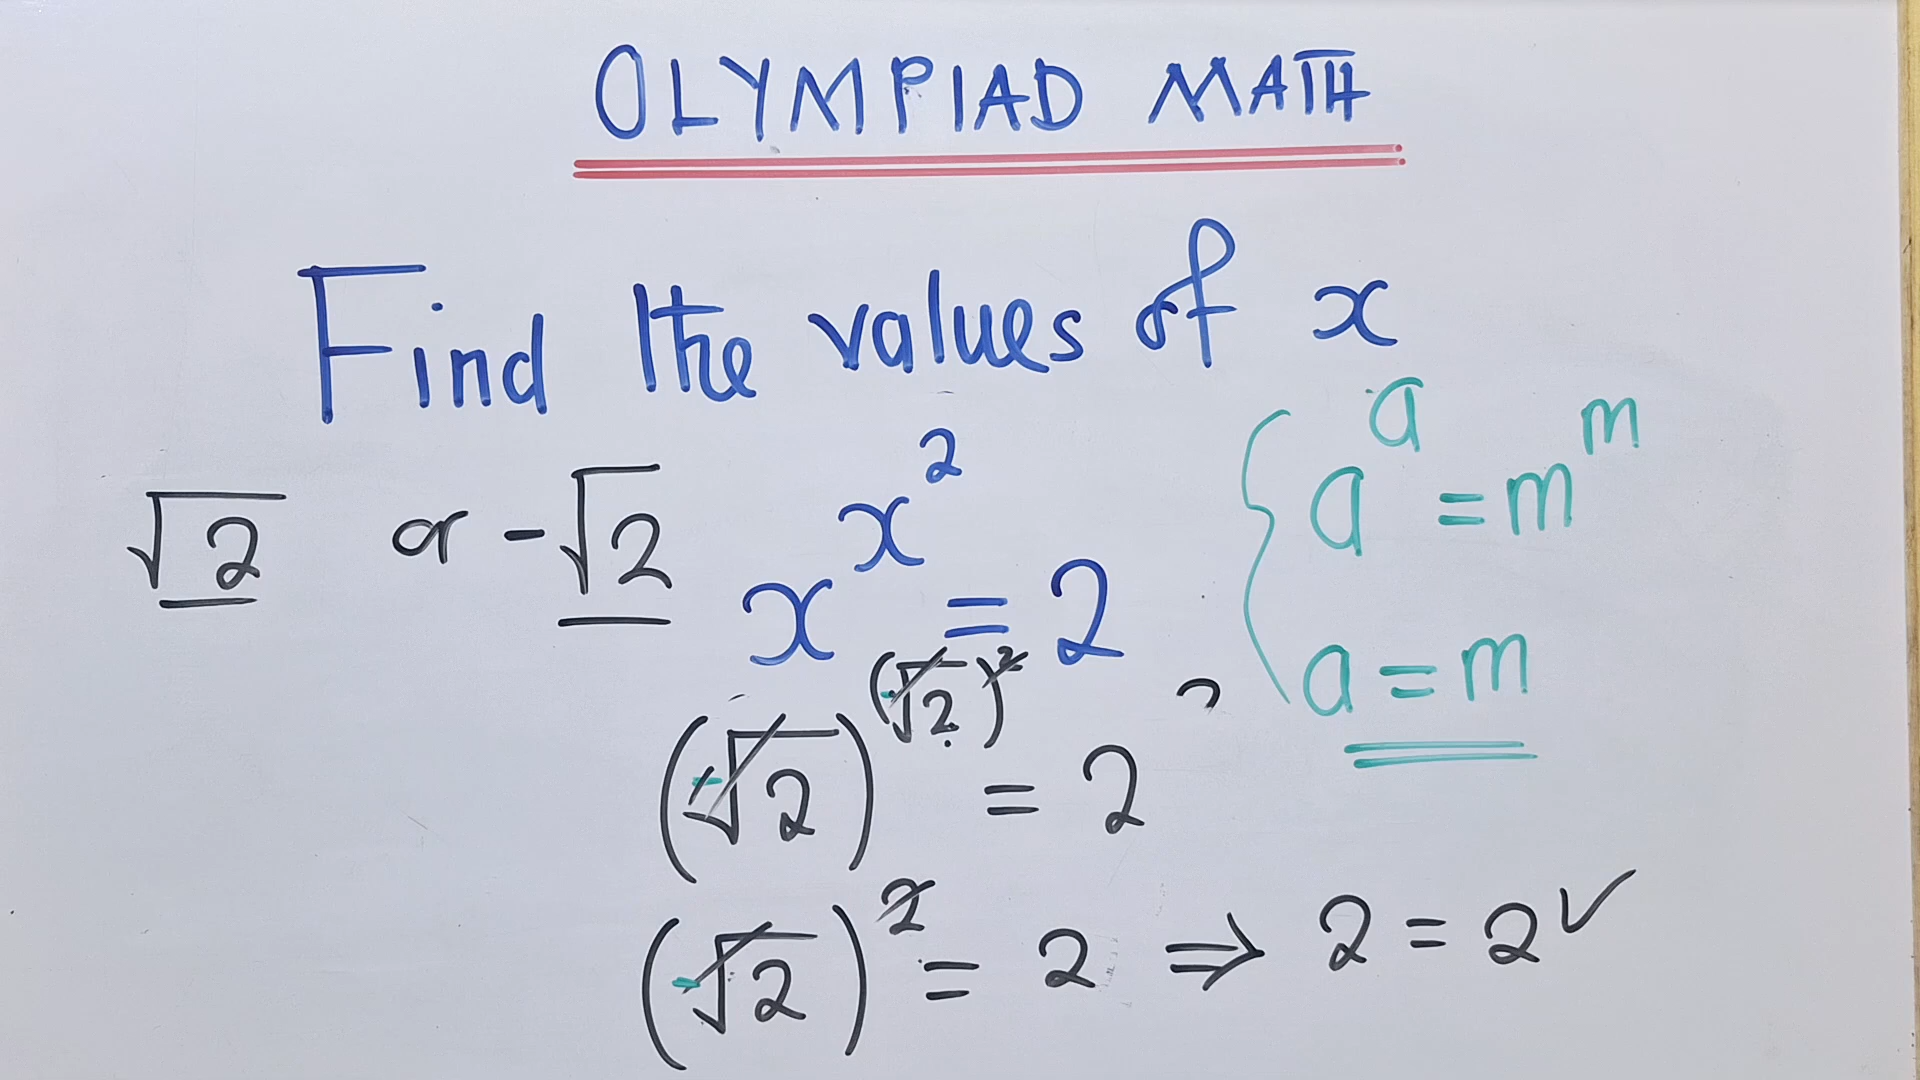 OLYMPIAD MATH
Find the values of x
√2 or -√2
x^x^2 = 2
a^a = m^m
a = m
(-√2)^(-√2)^2 = 2
(-√2)^2 = 2 ⇒ 2 = 2 ✓